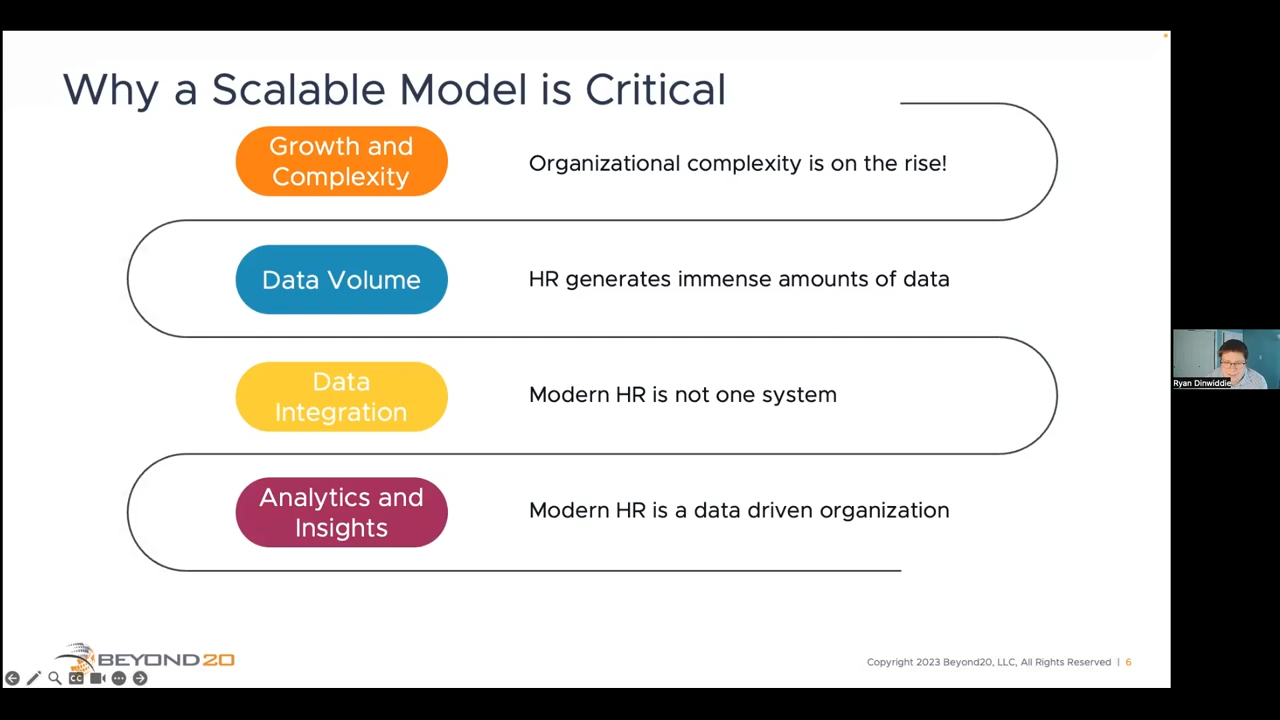 Why a Scalable Model is Critical
Growth and
Complexity
Organizational complexity is on the rise!
Data Volume
HR generates immense amounts of data
Data
Integration
Modern HR is not one system
Analytics and
Insights
Modern HR is a data driven organization
Ryan Dinwiddie
BEYOND20
Copyright 2023 Beyond20, LLC, All Rights Reserved | 6
CC